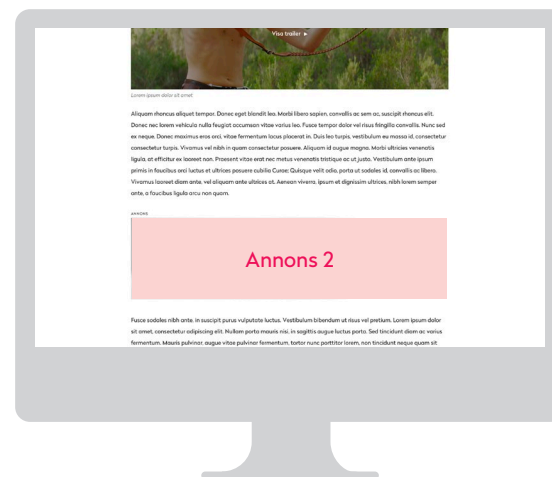 Visa trailer ►
Lorem ipsum dolor sit amet
Aliquam rhoncus aliquet tempor. Donec eget blandit leo. Morbi libero sapien, convallis ac sem ac, suscipit rhoncus elit.
Donec nec lorem vehicula nulla feugiat accumsan vitae varius leo. Fusce tempor dolor vel risus fringilla convallis. Nunc sed
ex neque. Donec maximus eros orci, vitae fermentum lacus placerat in. Duis leo turpis, vestibulum eu massa id, consectetur
consectetur turpis. Vivamus vel nibh in quam consectetur posuere. Aliquam id augue magna. Morbi ultricies venenatis
ligula, at efficitur ex laoreet non. Praesent vitae erat nec metus venenatis tristique ac ut justo. Vestibulum ante ipsum
primis in faucibus orci luctus et ultrices posuere cubilia Curae; Quisque velit odio, porta ut sodales id, convallis ac libero.
Vivamus laoreet diam ante, vel aliquam ante ultrices at. Aenean viverra, ipsum et dignissim ultrices, nibh lorem semper
ante, a faucibus ligula arcu non quam.
ANNONS
Annons 2
Fusce sodales nibh ante, in suscipit purus vulputate luctus. Vestibulum bibendum ut risus vel pretium. Lorem ipsum dolor
sit amet, consectetur adipiscing elit. Nullam porta mauris nisi, in sagittis augue luctus porta. Sed tincidunt diam ac varius
fermentum. Mauris pulvinar, augue vitae pulvinar fermentum, tortor nunc porttitor lorem, non tincidunt neque quam sit